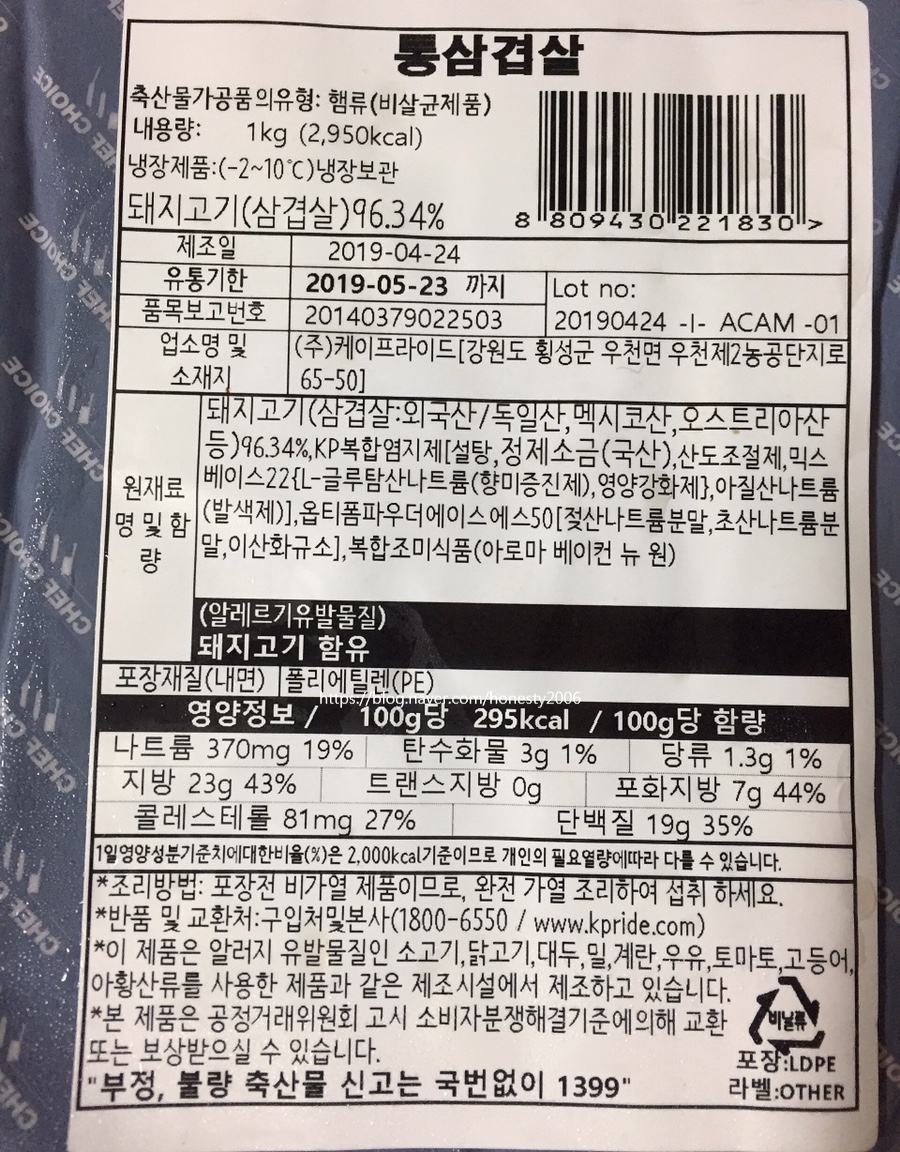 통삼겹살
축산물가공품의유형: 햄류(비살균제품)
내용량: 1kg (2,950kcal)
냉장제품:(-2~10℃)냉장보관
돼지고기(삼겹살)96.34%
8 809430 221830 >
제조일 2019-04-24
유통기한 2019-05-23 까지
품목보고번호 20140379022503
Lot no:
20190424 -I- ACAM -01
업소명 및
소재지
(주)케이프라이드[강원도 횡성군 우천면 우천제2농공단지로
65-50]
원재료
명 및 함
량
돼지고기(삼겹살:외국산/독일산,멕시코산,오스트리아산
등)96.34%,KP복합염지제[설탕,정제소금(국산),산도조절제,믹스
베이스22{L-글루탐산나트륨(향미증진제),영양강화제},아질산나트륨
(발색제)],옵티폼파우더에이스에스50[젖산나트륨분말,초산나트륨분
말,이산화규소],복합조미식품(아로마 베이컨 뉴 원)
(알레르기유발물질)
돼지고기 함유
포장재질(내면) 폴리에틸렌(PE)
https://blog.naver.com/honesty2006
영양정보 / 100g당 295kcal / 100g당 함량
나트륨 370mg 19% 탄수화물 3g 1% 당류 1.3g 1%
지방 23g 43% 트랜스지방 0g 포화지방 7g 44%
콜레스테롤 81mg 27% 단백질 19g 35%
1일영양성분기준치에대한비율(%)은 2,000kcal기준이므로 개인의 필요열량에따라 다를 수 있습니다.
*조리방법: 포장전 비가열 제품이므로, 완전 가열 조리하여 섭취 하세요.
*반품 및 교환처:구입처및본사(1800-6550 / www.kpride.com)
*이 제품은 알러지 유발물질인 소고기,닭고기,대두,밀,계란,우유,토마토,고등어,
아황산류를 사용한 제품과 같은 제조시설에서 제조하고 있습니다.
*본 제품은 공정거래위원회 고시 소비자분쟁해결기준에의해 교환
또는 보상받으실 수 있습니다.
"부정, 불량 축산물 신고는 국번없이 1399"
비닐류
포장:LDPE
라벨:OTHER
CHEF CHOICE
CHEF CHOICE
CHEF CHOICE
CHEF CHOICE
CHEF CHOICE